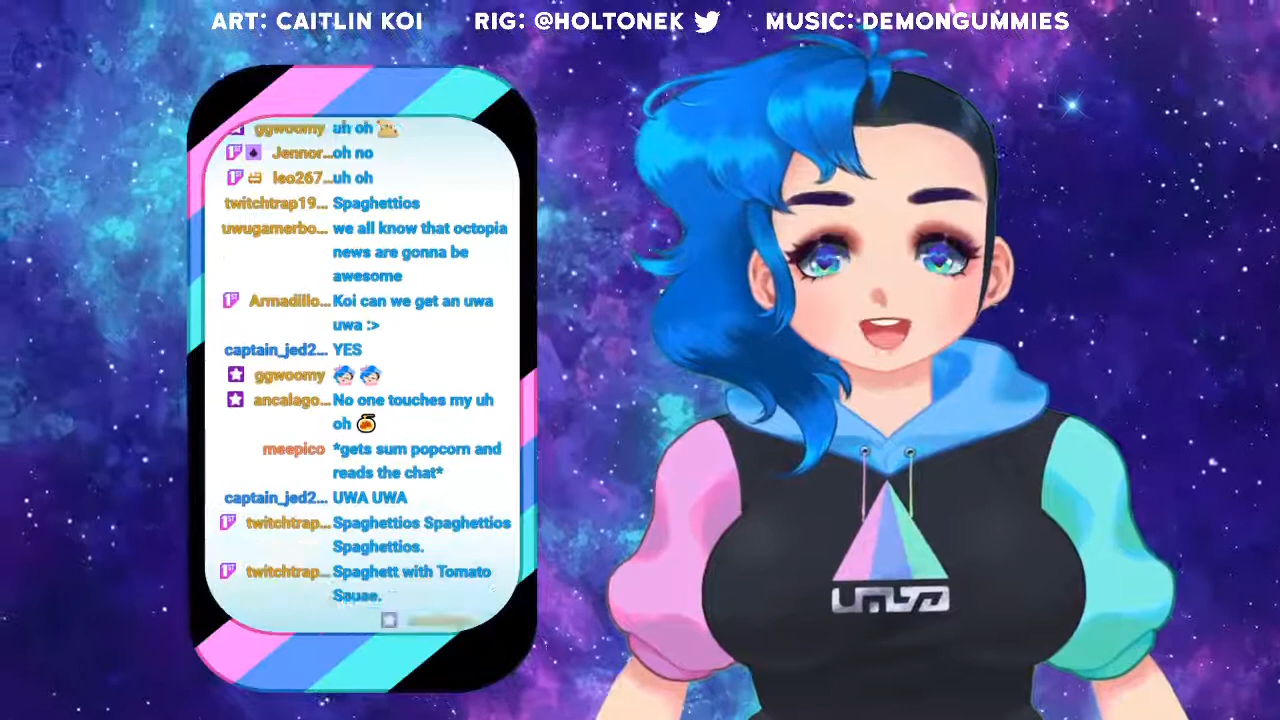 ART: CAITLIN KOI RIG: @HOLTONEK MUSIC: DEMONGUMMIES
ggwoomy uh oh
Jennor... oh no
leo267... uh oh
twitchtrap19... Spaghettios
uwugamerbo... we all know that octopia
news are gonna be
awesome
Armadillo... Koi can we get an uwa
uwa :>
captain_jed2... YES
ggwoomy
ancalago... No one touches my uh
oh
meepico *gets sum popcorn and
reads the chat*
captain_jed2... UWA UWA
twitchtrap... Spaghettios Spaghettios
Spaghettios.
twitchtrap... Spaghett with Tomato
Sauae.